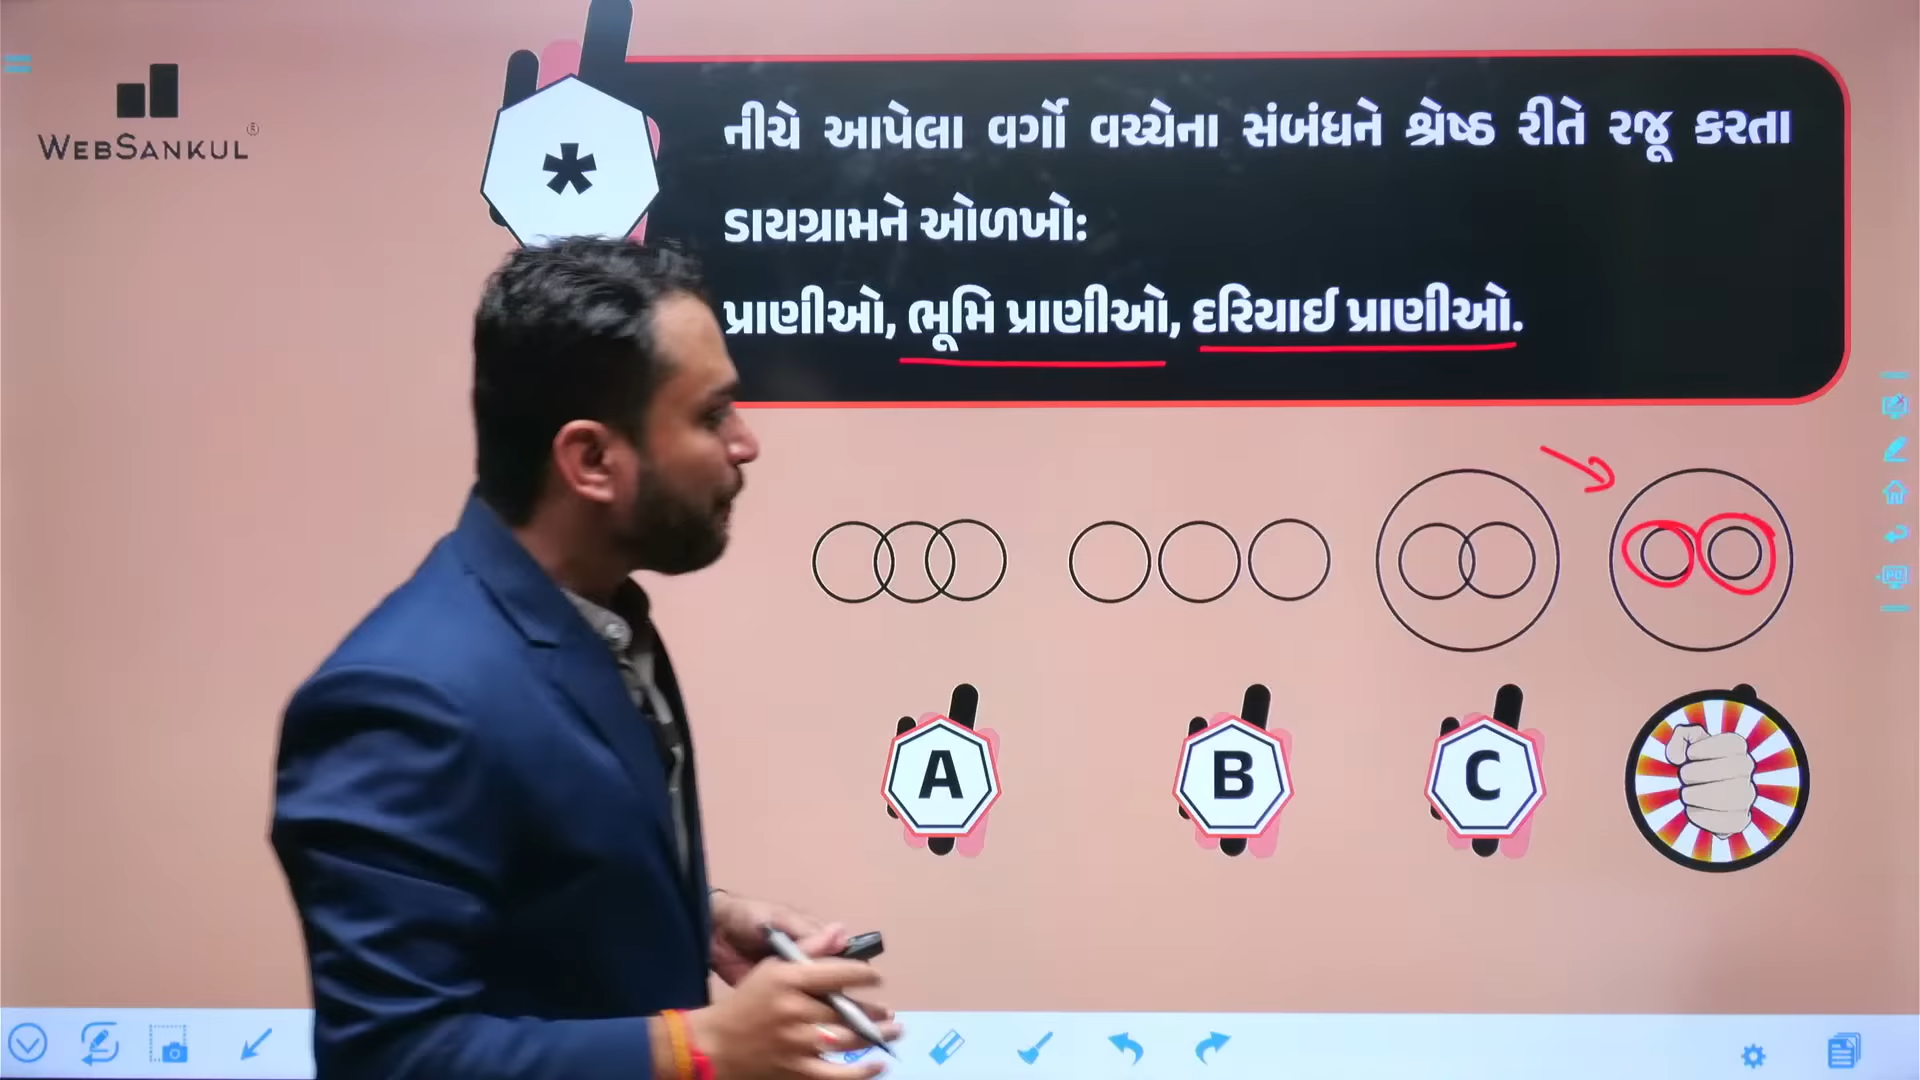 WEBSANKUL®
*
નીચે આપેલા વર્ગો વચ્ચેના સંબંધને શ્રેષ્ઠ રીતે રજૂ કરતા
ડાયગ્રામને ઓળખો:
પ્રાણીઓ, ભૂમિ પ્રાણીઓ, દરિયાઈ પ્રાણીઓ.
A
B
C